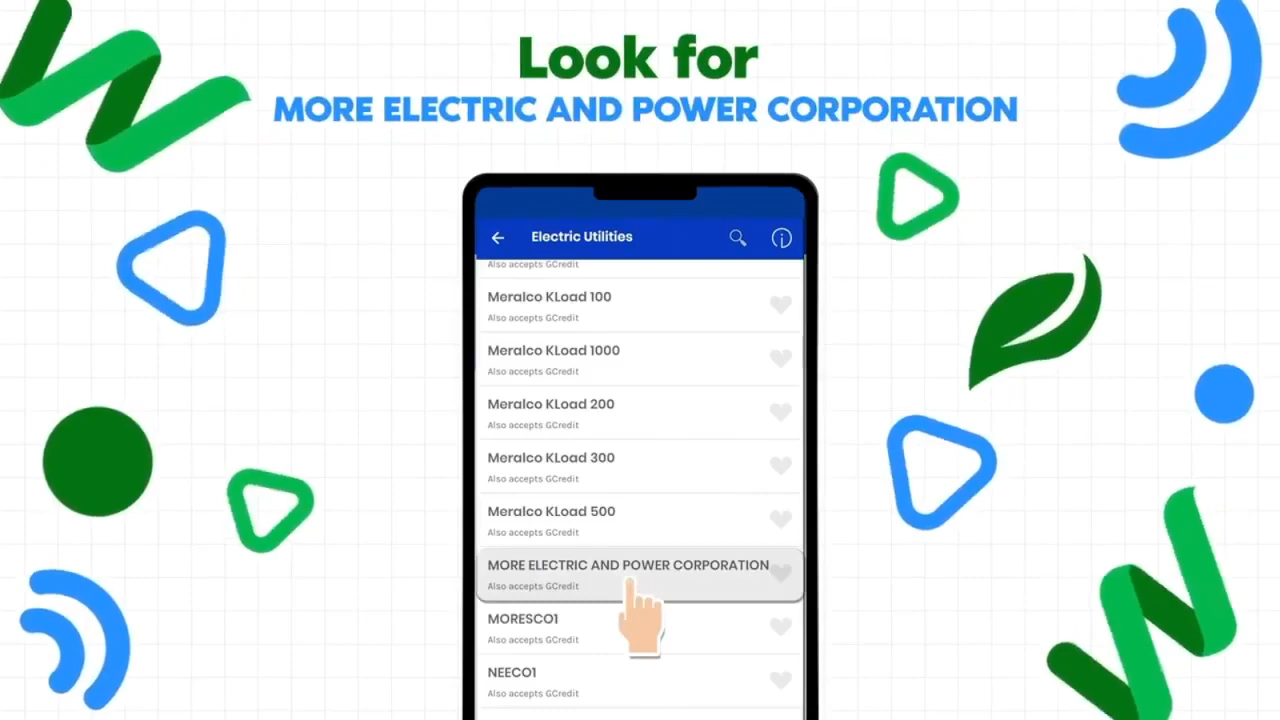 Look for
MORE ELECTRIC AND POWER CORPORATION
Electric Utilities
Also accepts GCredit
Meralco KLoad 100
Also accepts GCredit
Meralco KLoad 1000
Also accepts GCredit
Meralco KLoad 200
Also accepts GCredit
Meralco KLoad 300
Also accepts GCredit
Meralco KLoad 500
Also accepts GCredit
MORE ELECTRIC AND POWER CORPORATION
Also accepts GCredit
MORESCO1
Also accepts GCredit
NEECO1
Also accepts GCredit